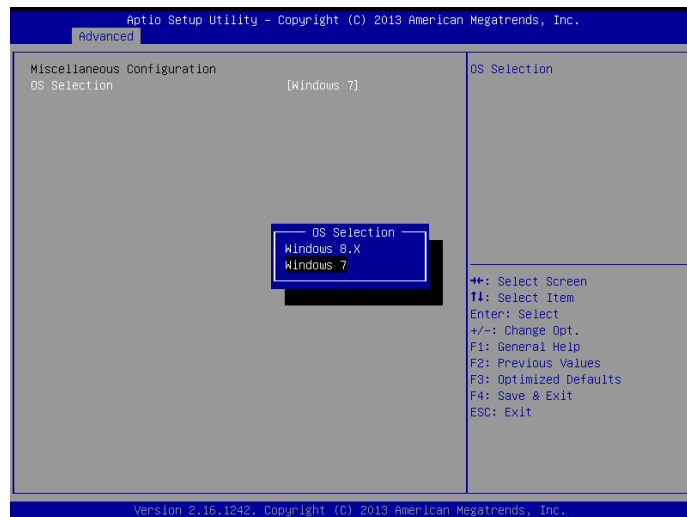 Aptio Setup Utility – Copyright (C) 2013 American Megatrends, Inc.
Advanced
Miscellaneous Configuration
OS Selection [Windows 7]
OS Selection
OS Selection
Windows 8.X
Windows 7
→←: Select Screen
↑↓: Select Item
Enter: Select
+/-: Change Opt.
F1: General Help
F2: Previous Values
F3: Optimized Defaults
F4: Save & Exit
ESC: Exit
Version 2.16.1242. Copyright (C) 2013 American Megatrends, Inc.